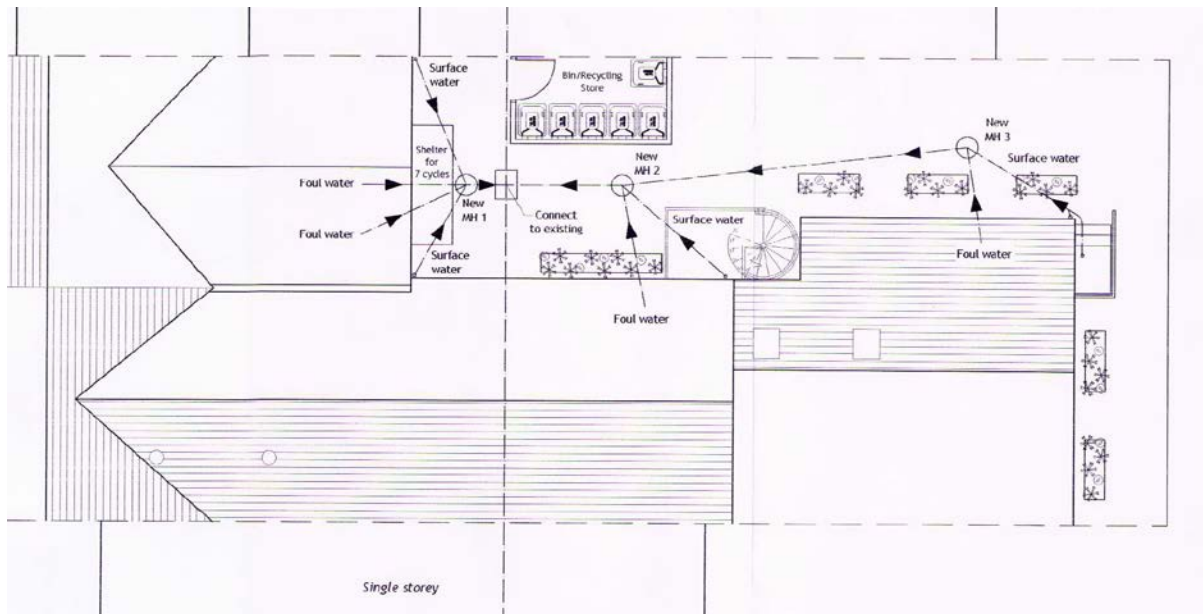 Surface
water
Bin/Recycling
Store
Shelter
for
7 cycles
Foul water
Foul water
New
MH 1
Surface
water
Connect
to existing
New
MH 2
Surface water
Foul water
New
MH 3
Surface water
Foul water
Single storey